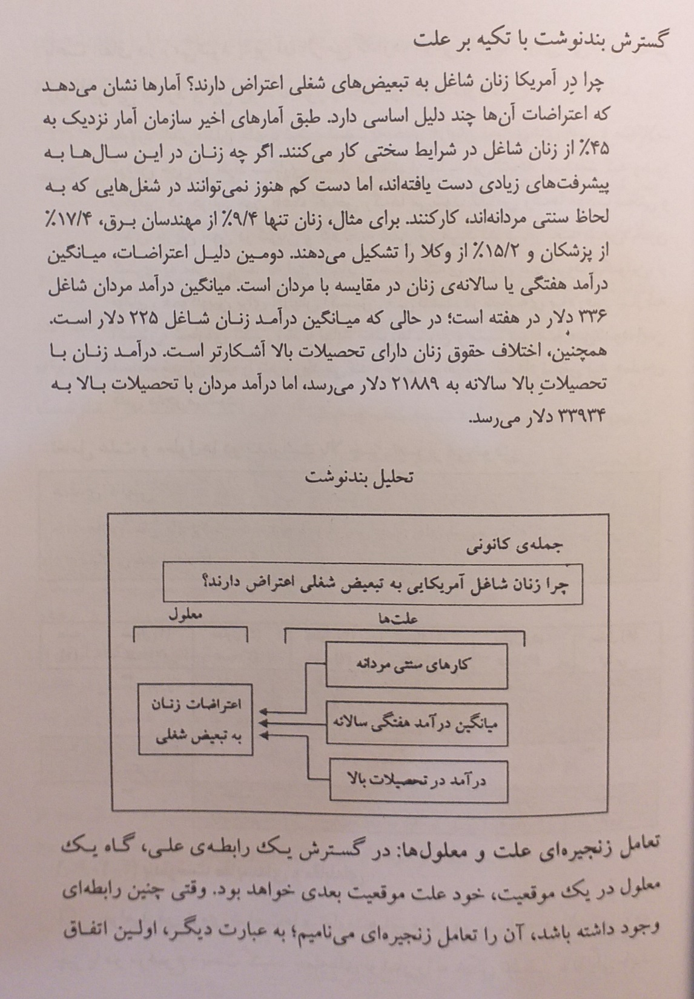 گسترش بندنوشت با تکیه بر علت
چرا در آمریکا زنان شاغل به تبعیض‌های شغلی اعتراض دارند؟ آمارها نشان می‌دهد
که اعتراضات آن‌ها چند دلیل اساسی دارد. طبق آمارهای اخیر سازمان آمار نزدیک به
۴۵٪ از زنان شاغل در شرایط سختی کار می‌کنند. اگر چه زنان در این سال‌ها به
پیشرفت‌های زیادی دست یافته‌اند، اما دست کم هنوز نمی‌توانند در شغل‌هایی که به
لحاظ سنتی مردانه‌اند، کارکنند. برای مثال، زنان تنها ۹/۴٪ از مهندسان برق، ۱۷/۴٪
از پزشکان و ۱۵/۲٪ از وکلا را تشکیل می‌دهند. دومین دلیل اعتراضات، میانگین
درآمد هفتگی یا سالانه‌ی زنان در مقایسه با مردان است. میانگین درآمد مردان شاغل
۳۳۶ دلار در هفته است؛ در حالی که میانگین درآمد زنان شاغل ۲۲۵ دلار است.
همچنین، اختلاف حقوق زنان دارای تحصیلات بالا آشکارتر است. درآمد زنان با
تحصیلاتِ بالا سالانه به ۲۱۸۸۹ دلار می‌رسد، اما درآمد مردان با تحصیلات بالا به
۳۳۹۳۴ دلار می‌رسد.
تحلیل بندنوشت
جمله‌ی کانونی
چرا زنان شاغل آمریکایی به تبعیض شغلی اعتراض دارند؟
علت‌ها
معلول
کارهای سنتی مردانه
میانگین درآمد هفتگی سالانه
درآمد در تحصیلات بالا
اعتراضات زنان
به تبعیض شغلی
تعامل زنجیره‌ای علت و معلول‌ها: در گسترش یک رابطه‌ی علی، گاه یک
معلول در یک موقعیت، خود علت موقعیت بعدی خواهد بود. وقتی چنین رابطه‌ای
وجود داشته باشد، آن را تعامل زنجیره‌ای می‌نامیم؛ به عبارت دیگر، اولین اتفاق